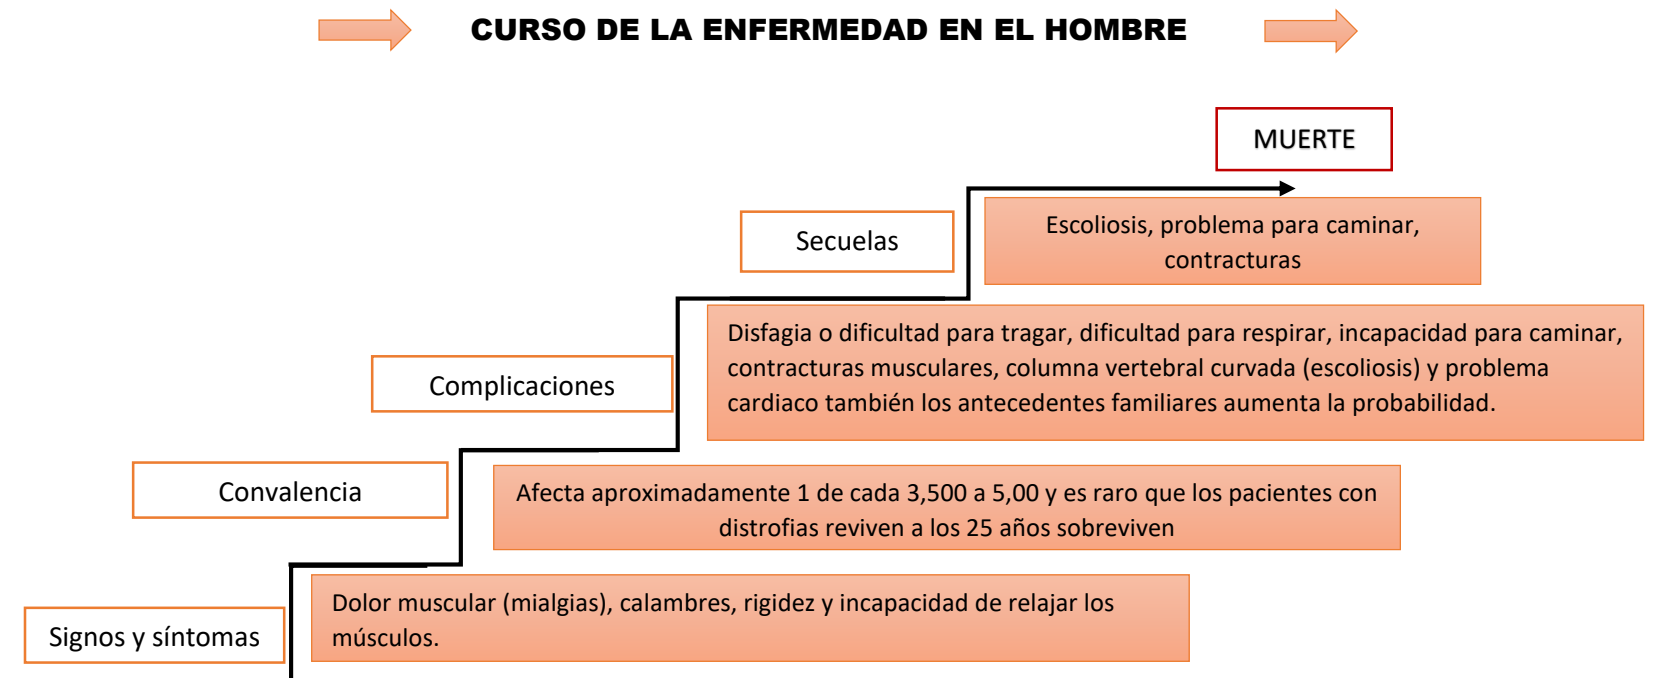 CURSO DE LA ENFERMEDAD EN EL HOMBRE
MUERTE
Secuelas
Escoliosis, problema para caminar,
contracturas
Complicaciones
Disfagia o dificultad para tragar, dificultad para respirar, incapacidad para caminar,
contracturas musculares, columna vertebral curvada (escoliosis) y problema
cardiaco también los antecedentes familiares aumenta la probabilidad.
Convalencia
Afecta aproximadamente 1 de cada 3,500 a 5,00 y es raro que los pacientes con
distrofias reviven a los 25 años sobreviven
Signos y síntomas
Dolor muscular (mialgias), calambres, rigidez y incapacidad de relajar los
músculos.